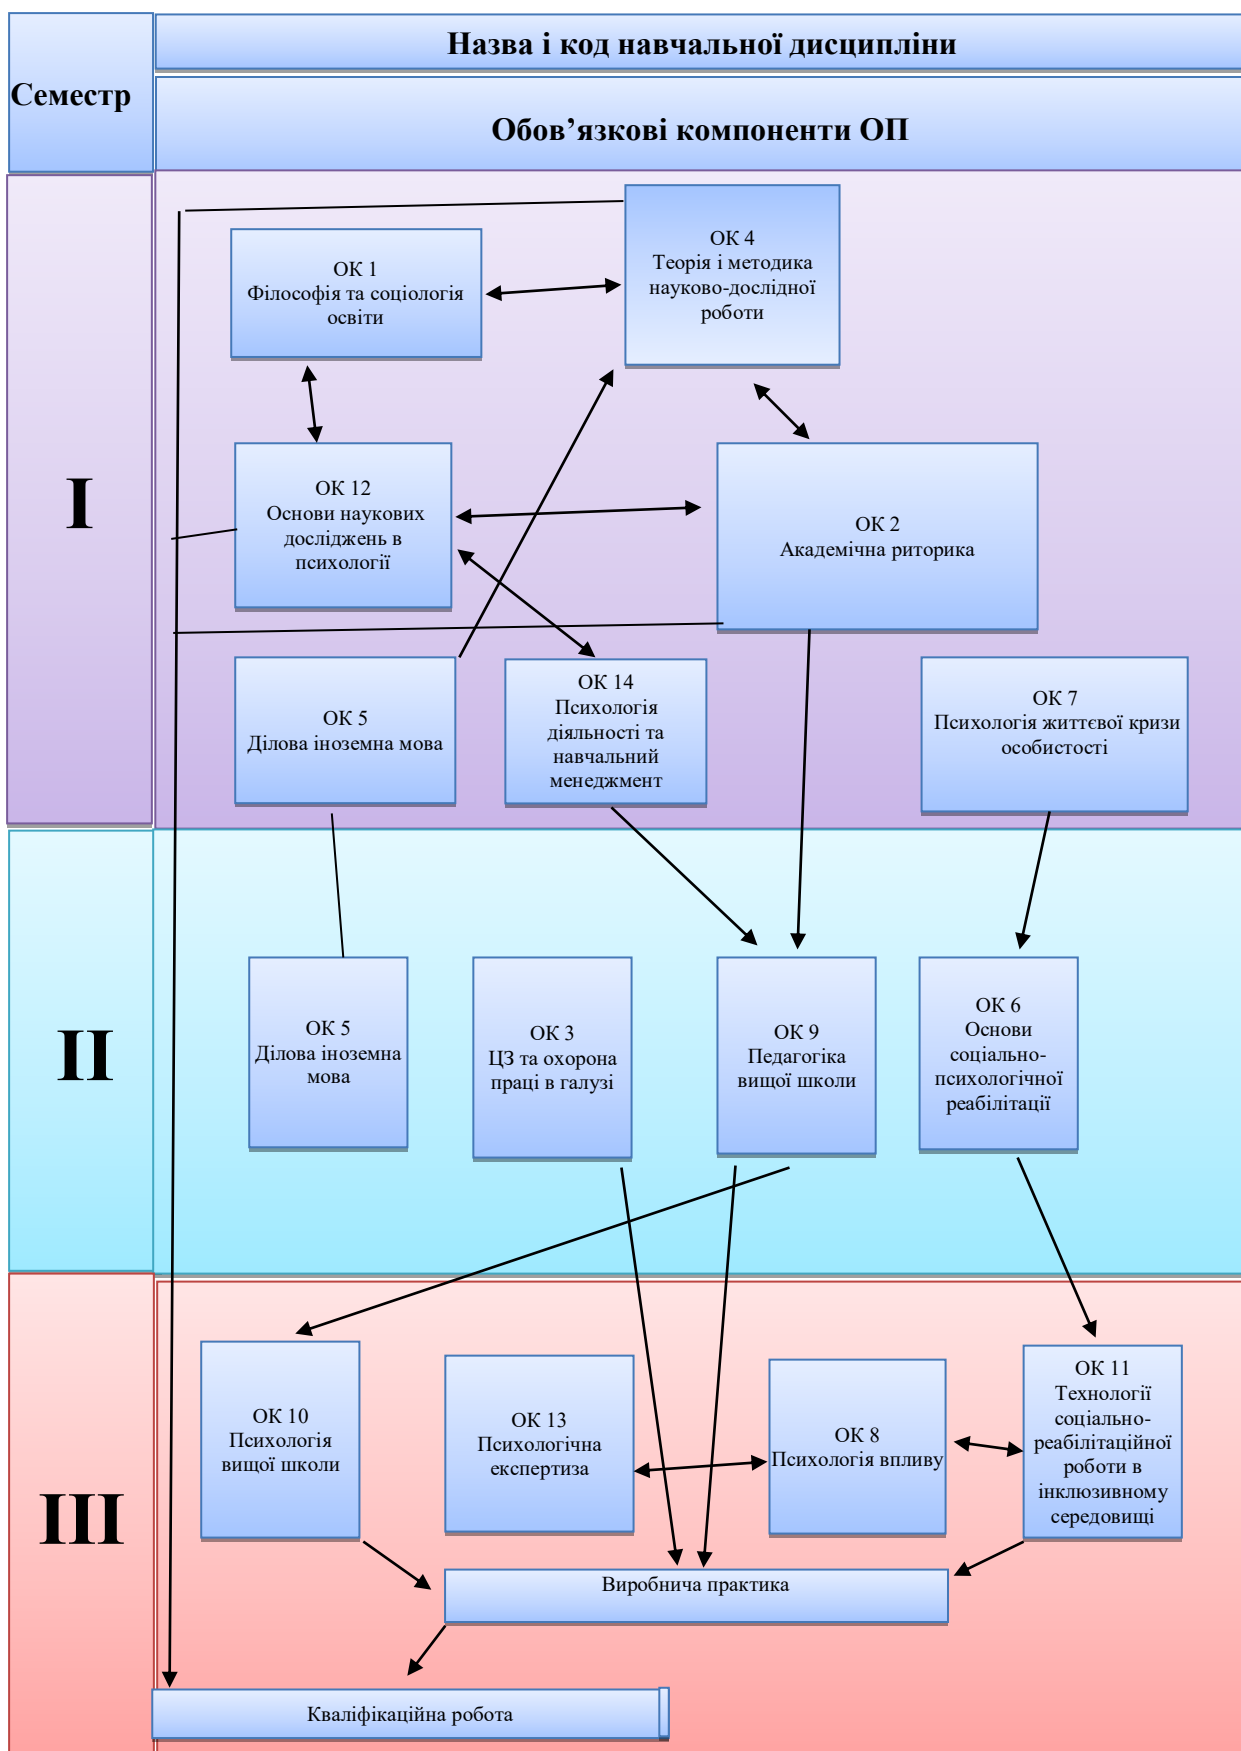 Назва і код навчальної дисципліни
Семестр
Обов’язкові компоненти ОП
I
ОК 4
Теорія і методика
науково-дослідної
роботи
ОК 1
Філософія та соціологія
освіти
ОК 12
Основи наукових
досліджень в
психології
ОК 2
Академічна риторика
ОК 5
Ділова іноземна мова
ОК 14
Психологія
діяльності та
навчальний
менеджмент
ОК 7
Психологія життєвої кризи
особистості
II
ОК 5
Ділова іноземна
мова
ОК 3
ЦЗ та охорона
праці в галузі
ОК 9
Педагогіка
вищої школи
ОК 6
Основи
соціально-
психологічної
реабілітації
III
ОК 10
Психологія
вищої школи
ОК 13
Психологічна
експертиза
ОК 8
Психологія впливу
ОК 11
Технології
соціально-
реабілітаційної
роботи в
інклюзивному
середовищі
Виробнича практика
Кваліфікаційна робота